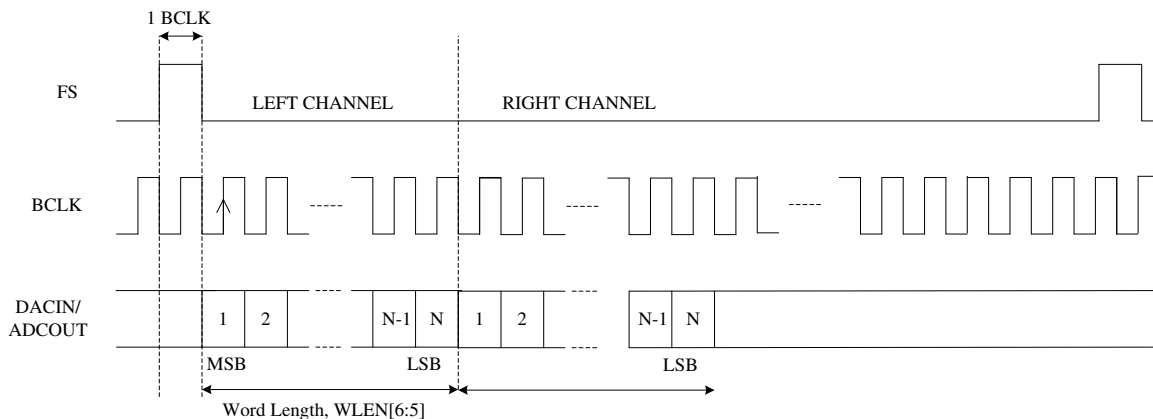 1 BCLK
FS
LEFT CHANNEL
RIGHT CHANNEL
BCLK
DACIN/
ADCOUT
1 2 N-1 N 1 2 N-1 N
MSB LSB LSB
Word Length, WLEN[6:5]